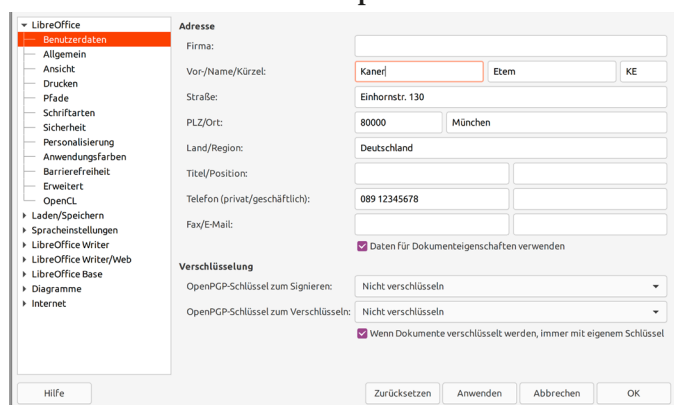 LibreOffice
Benutzerdaten
Allgemein
Ansicht
Drucken
Pfade
Schriftarten
Sicherheit
Personalisierung
Anwendungsfarben
Barrierefreiheit
Erweitert
OpenCL
Laden/Speichern
Spracheinstellungen
LibreOffice Writer
LibreOffice Writer/Web
LibreOffice Base
Diagramme
Internet
Adresse
Firma:
Vor-/Name/Kürzel: Kaner Etem KE
Straße: Einhornstr. 130
PLZ/Ort: 80000 München
Land/Region: Deutschland
Titel/Position:
Telefon (privat/geschäftlich): 089 12345678
Fax/E-Mail:
Daten für Dokumenteigenschaften verwenden
Verschlüsselung
OpenPGP-Schlüssel zum Signieren: Nicht verschlüsseln
OpenPGP-Schlüssel zum Verschlüsseln: Nicht verschlüsseln
Wenn Dokumente verschlüsselt werden, immer mit eigenem Schlüssel
Hilfe Zurücksetzen Anwenden Abbrechen OK